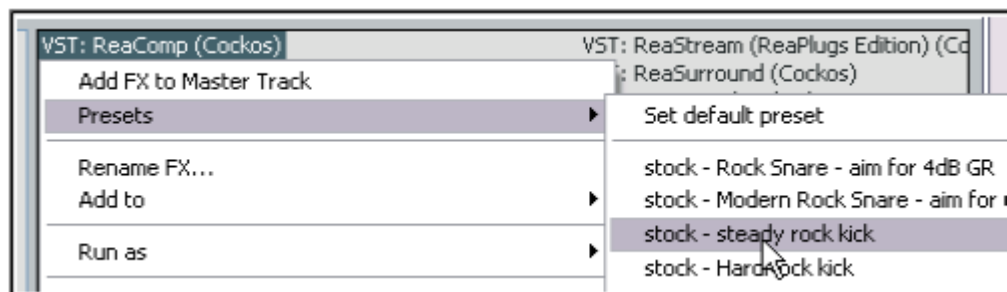 VST: ReaComp (Cockos)
VST: ReaStream (ReaPlugs Edition) (Co
: ReaSurround (Cockos)
Add FX to Master Track
Presets
Rename FX...
Add to
Run as
Set default preset
stock - Rock Snare - aim for 4dB GR
stock - Modern Rock Snare - aim for
stock - steady rock kick
stock - Hard rock kick